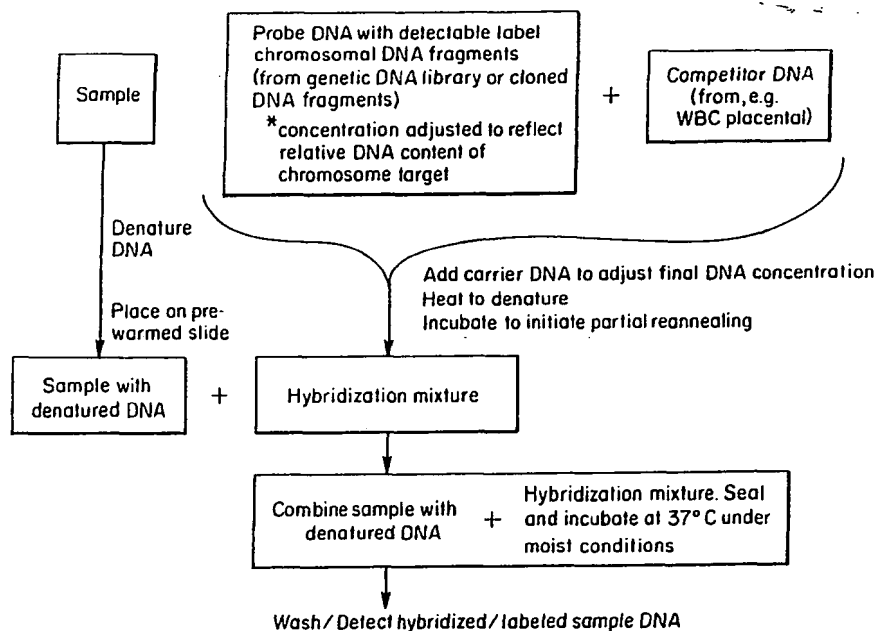 Sample
Probe DNA with detectable label
chromosomal DNA fragments
(from genetic DNA library or cloned
DNA fragments)
*concentration adjusted to reflect
relative DNA content of
chromosome target
+
Competitor DNA
(from, e.g.
WBC placental)
Denature
DNA
Place on pre-
warmed slide
Add carrier DNA to adjust final DNA concentration
Heat to denature
Incubate to initiate partial reannealing
Sample with
denatured DNA
+
Hybridization mixture
Combine sample with
denatured DNA
+
Hybridization mixture. Seal
and incubate at 37°C under
moist conditions
Wash/Detect hybridized/labeled sample DNA